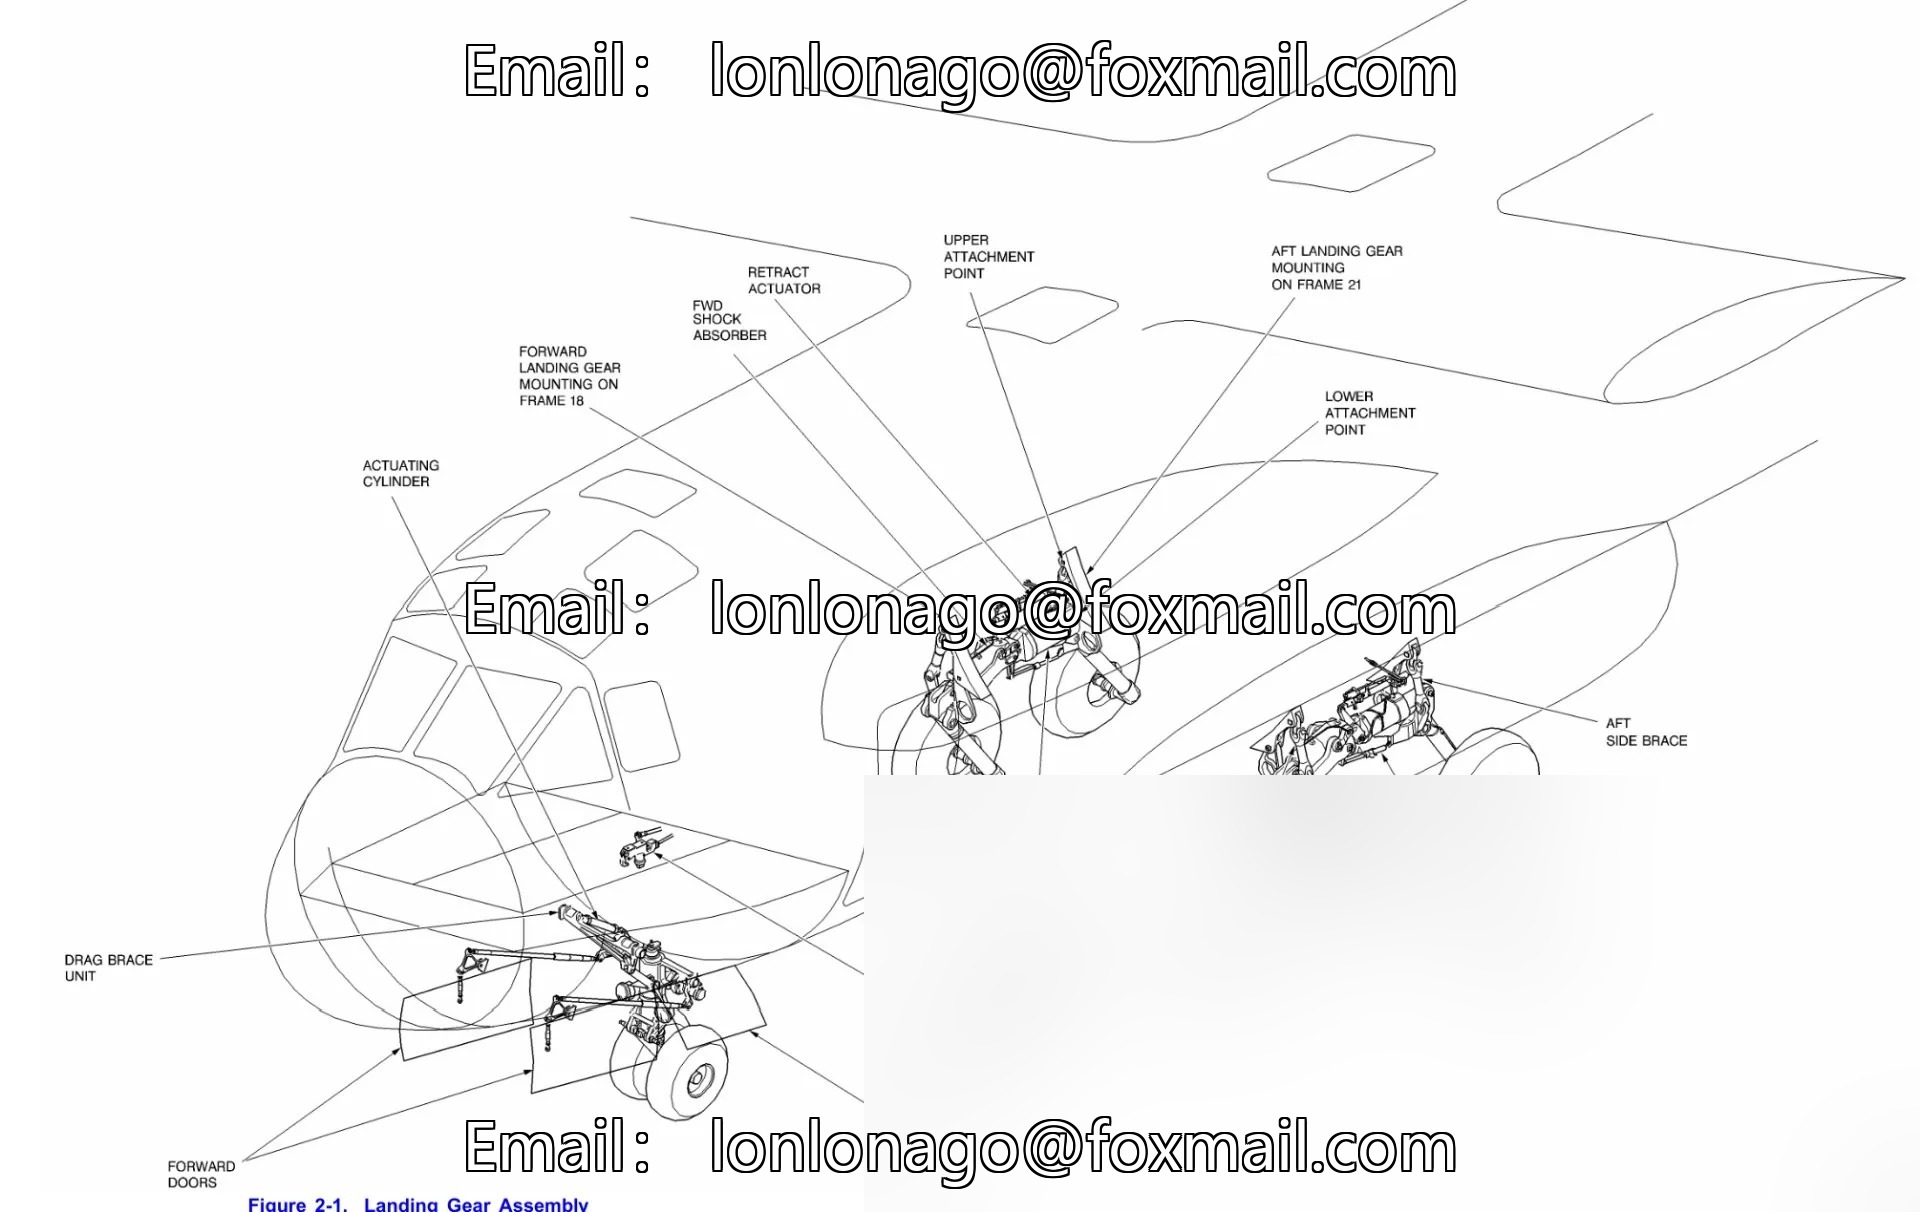 Email： lonlonago@foxmail.com
UPPER
ATTACHMENT
POINT
AFT LANDING GEAR
MOUNTING
ON FRAME 21
RETRACT
ACTUATOR
FWD
SHOCK
ABSORBER
FORWARD
LANDING GEAR
MOUNTING ON
FRAME 18
LOWER
ATTACHMENT
POINT
ACTUATING
CYLINDER
Email： lonlonago@foxmail.com
AFT
SIDE BRACE
DRAG BRACE
UNIT
Email： lonlonago@foxmail.com
FORWARD
DOORS
Figure 2-1. Landing Gear Assembly